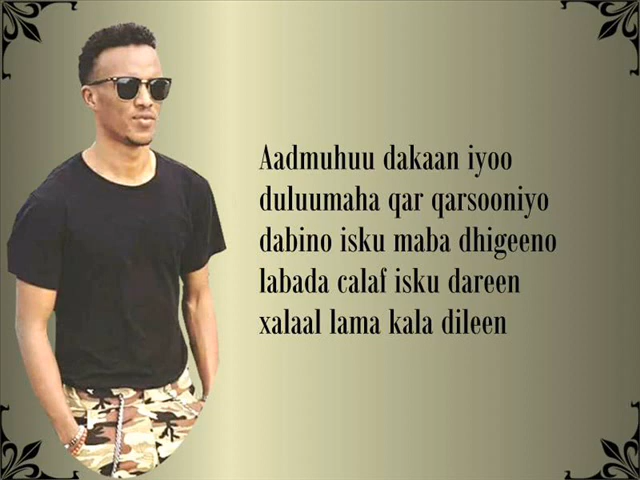 Aadmuhuu dakaan iyoo
duluumaha qar qarsooniyo
dabino isku maba dhigeeno
labada calaf isku dareen
xalaal lama kala dileen